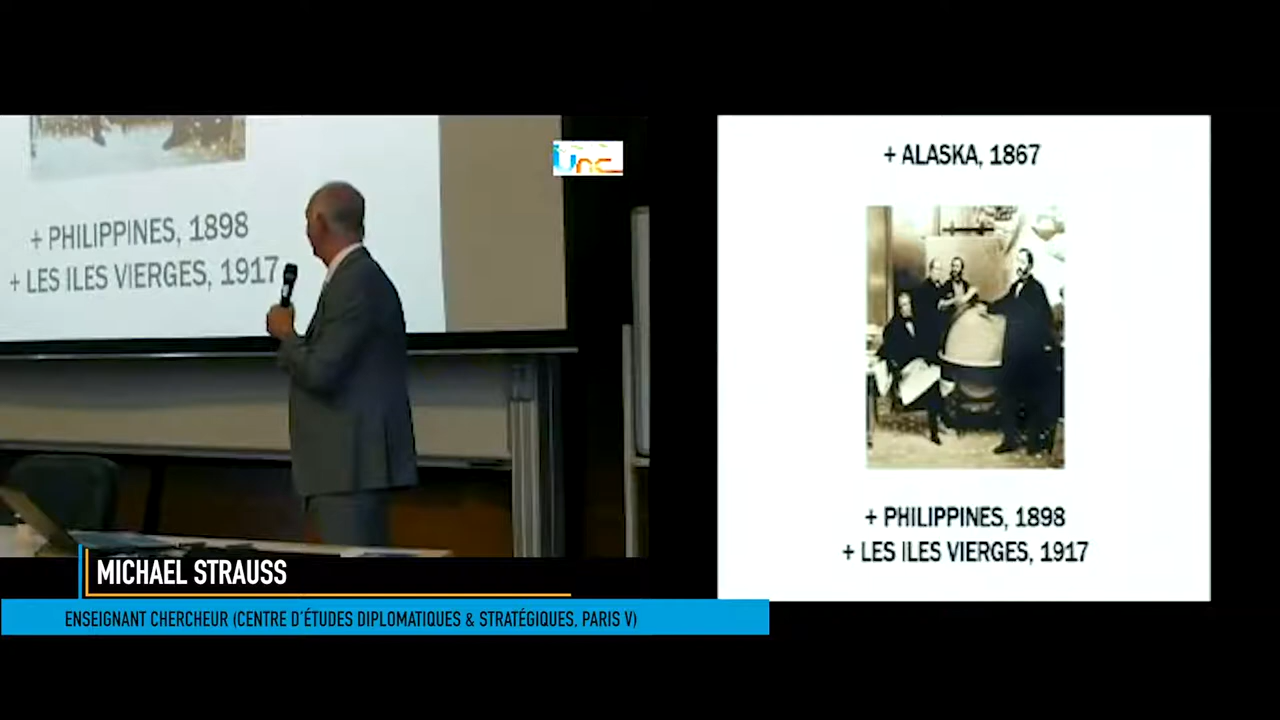 + PHILIPPINES, 1898
+ LES ILES VIERGES, 1917
Unc
+ ALASKA, 1867
+ PHILIPPINES, 1898
+ LES ILES VIERGES, 1917
MICHAEL STRAUSS
ENSEIGNANT CHERCHEUR (CENTRE D'ÉTUDES DIPLOMATIQUES & STRATÉGIQUES, PARIS V)